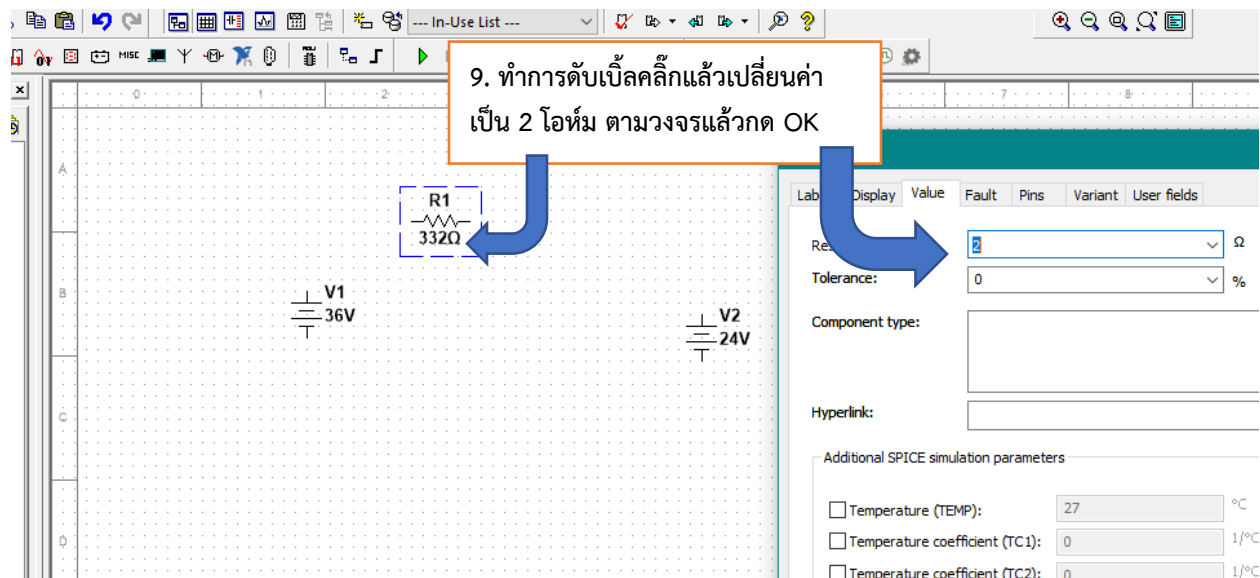 --- In-Use List ---
MISC
9. ทำการดับเบิ้ลคลิ๊กแล้วเปลี่ยนค่า
เป็น 2 โอห์ม ตามวงจรแล้วกด OK
0 1 2 7 8
A
B
C
D
R1
332Ω
V1
36V
V2
24V
Display Value Fault Pins Variant User fields
2 Ω
Tolerance: 0 %
Component type:
Hyperlink:
Additional SPICE simulation parameters
Temperature (TEMP): 27 °C
Temperature coefficient (TC1): 0 1/°C
Temperature coefficient (TC2): 0